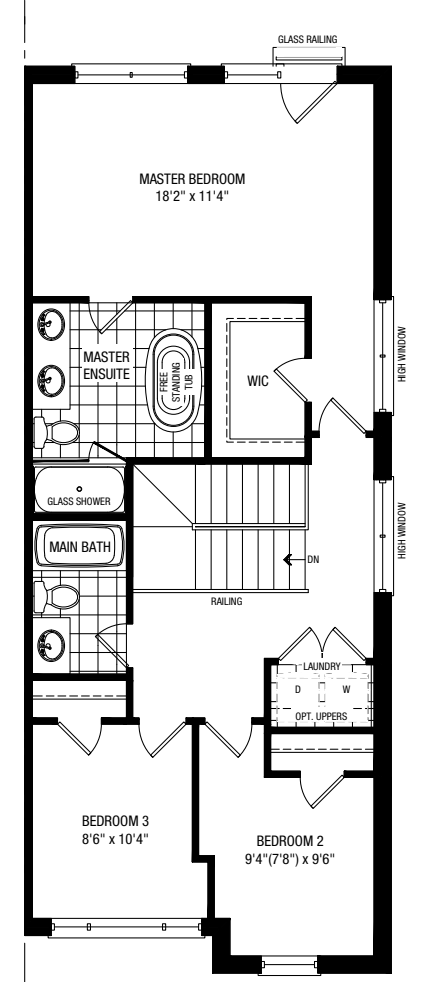 GLASS RAILING
MASTER BEDROOM
18'2" x 11'4"
HIGH WINDOW
MASTER
ENSUITE
FREE
STANDING
TUB
WIC
GLASS SHOWER
HIGH WINDOW
MAIN BATH
DN
RAILING
LAUNDRY
D
W
OPT. UPPERS
BEDROOM 3
8'6" x 10'4"
BEDROOM 2
9'4"(7'8") x 9'6"